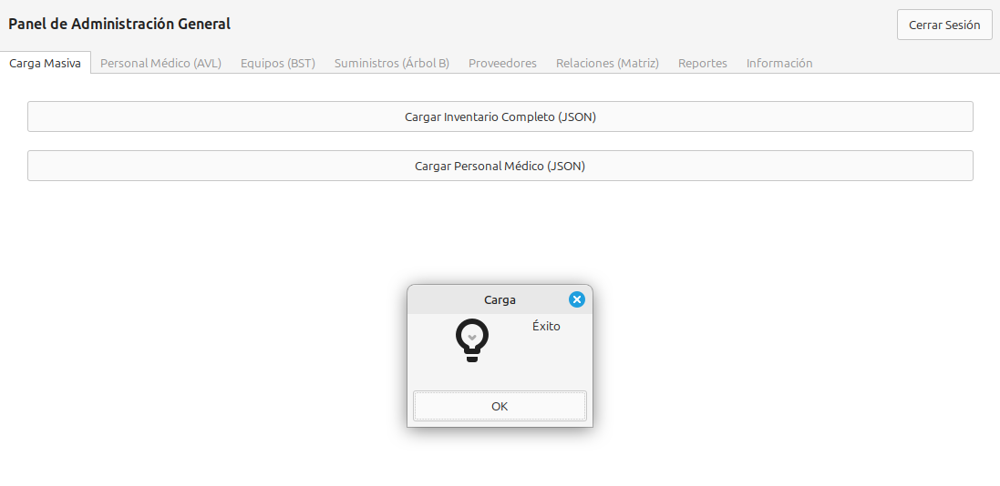 Panel de Administración General
Cerrar Sesión
Carga Masiva Personal Médico (AVL) Equipos (BST) Suministros (Árbol B) Proveedores Relaciones (Matriz) Reportes Información
Cargar Inventario Completo (JSON)
Cargar Personal Médico (JSON)
Carga
Éxito
OK